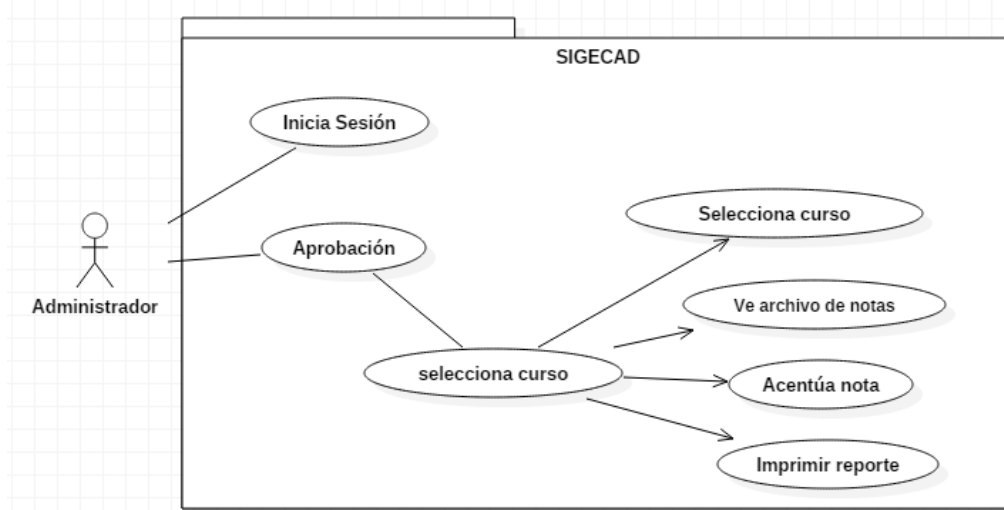 SIGECAD
Inicia Sesión
Selecciona curso
Aprobación
Administrador
Ve archivo de notas
selecciona curso
Acentúa nota
Imprimir reporte